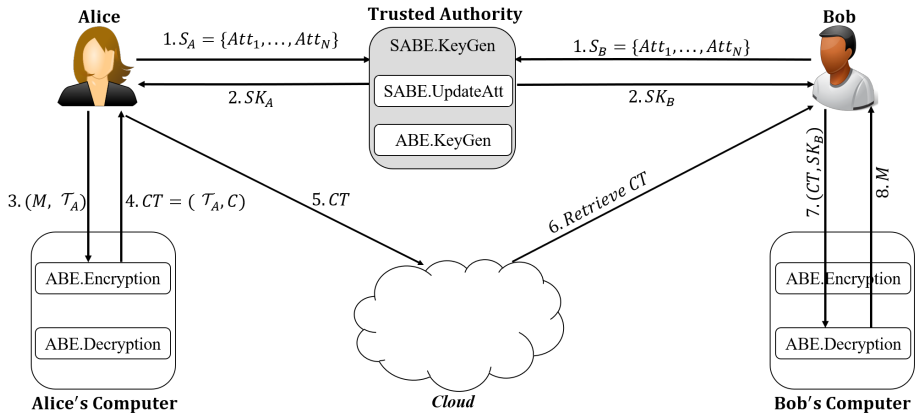 Alice
Trusted Authority
Bob
SABE.KeyGen
1. S_A = {Att_1, ..., Att_N}
1. S_B = {Att_1, ..., Att_N}
SABE.UpdateAtt
2. SK_A
2. SK_B
ABE.KeyGen
3. (M, 𝒯_A)
4. CT = ( 𝒯_A, C)
5. CT
6. Retrieve CT
7. (CT, SK_B)
8. M
ABE.Encryption
ABE.Decryption
Alice's Computer
Cloud
ABE.Encryption
ABE.Decryption
Bob's Computer